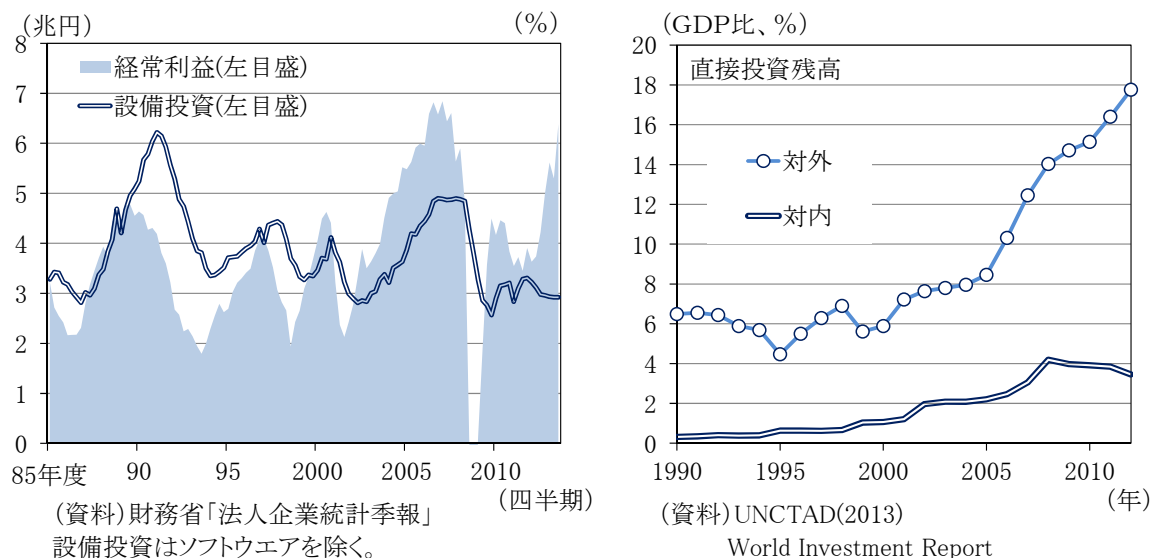 (兆円)
(%)
8
7
6
5
4
3
2
1
0
経常利益(左目盛)
設備投資(左目盛)
85年度
90
95
2000
2005
2010
(四半期)
(資料)財務省「法人企業統計季報」
設備投資はソフトウエアを除く。
(GDP比、%)
20
18
16
14
12
10
8
6
4
2
0
直接投資残高
対外
対内
1990
1995
2000
2005
2010
(年)
(資料)UNCTAD(2013)
World Investment Report